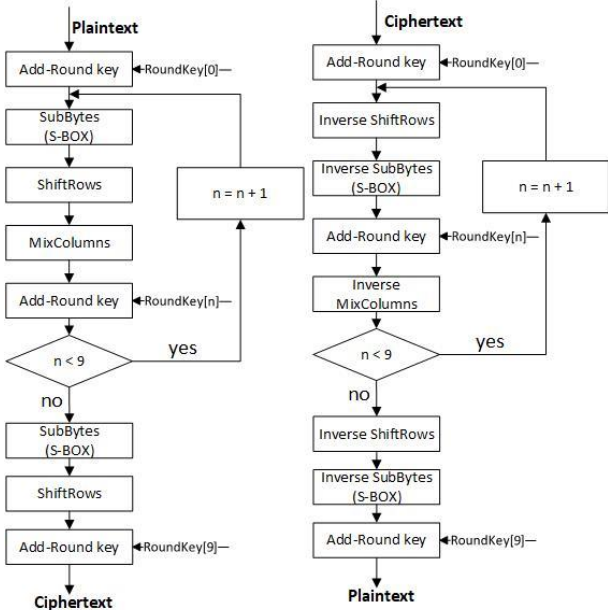 Plaintext
Add-Round key
RoundKey[0]
SubBytes
(S-BOX)
ShiftRows
n = n + 1
MixColumns
Add-Round key
RoundKey[n]
n < 9
yes
no
SubBytes
(S-BOX)
ShiftRows
Add-Round key
RoundKey[9]
Ciphertext
Ciphertext
Add-Round key
RoundKey[0]
Inverse ShiftRows
Inverse SubBytes
(S-BOX)
n = n + 1
Add-Round key
RoundKey[n]
Inverse
MixColumns
n < 9
yes
no
Inverse ShiftRows
Inverse SubBytes
(S-BOX)
Add-Round key
RoundKey[9]
Plaintext